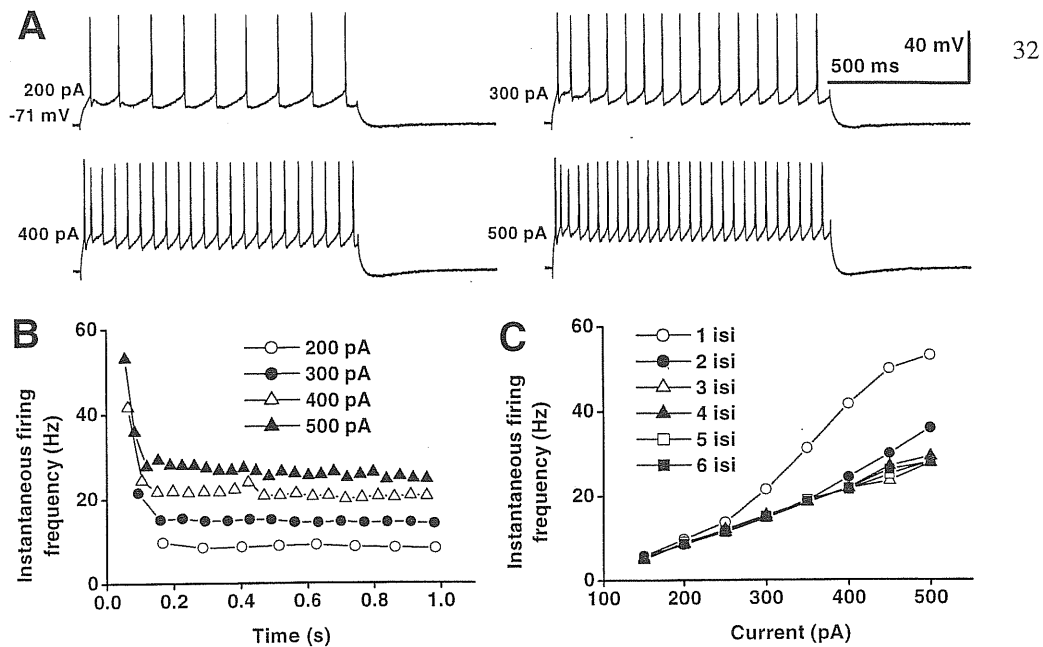 A
200 pA
-71 mV
300 pA
40 mV
500 ms
32
400 pA
500 pA
B
60
40
20
0
Instantaneous firing
frequency (Hz)
200 pA
300 pA
400 pA
500 pA
0.0 0.2 0.4 0.6 0.8 1.0
Time (s)
C
60
40
20
0
Instantaneous firing
frequency (Hz)
1 isi
2 isi
3 isi
4 isi
5 isi
6 isi
100 200 300 400 500
Current (pA)